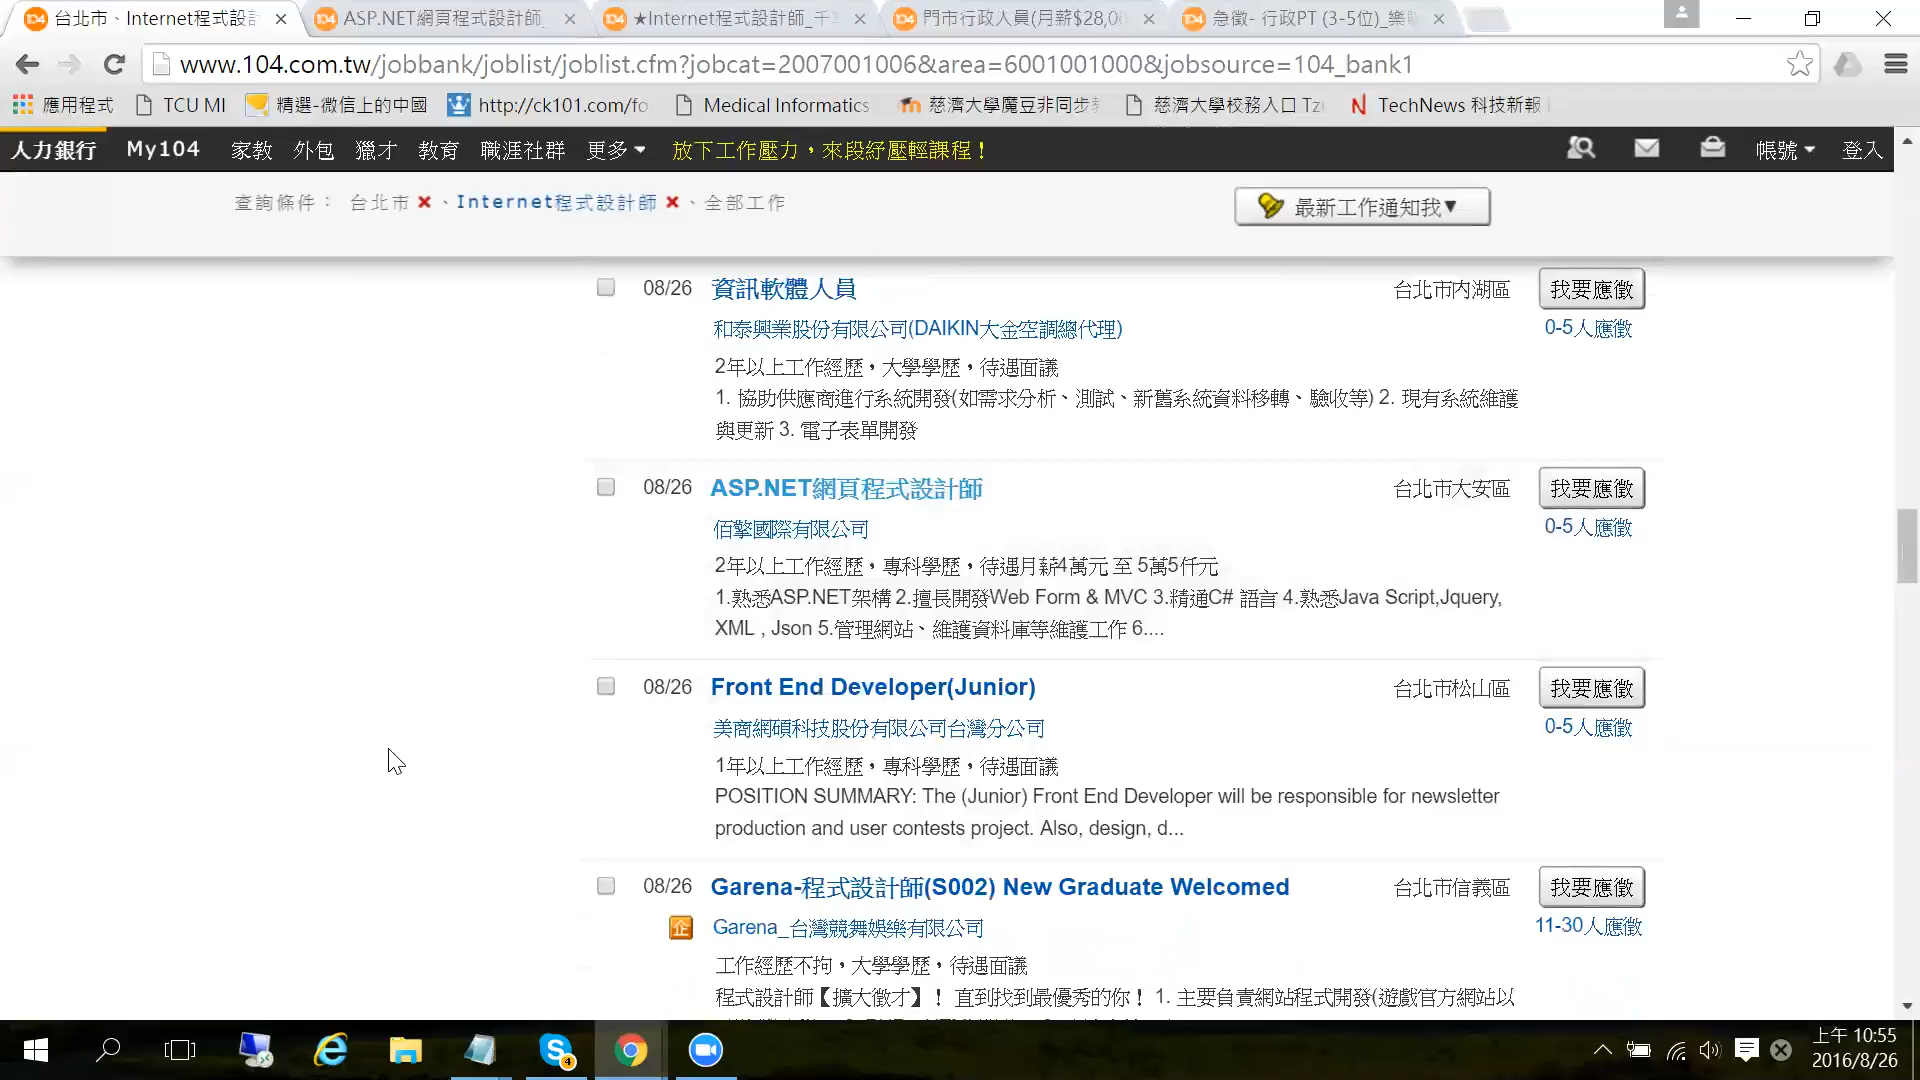 台北市、Internet程式設計
ASP.NET網頁程式設計師_
★Internet程式設計師_千
門市行政人員(月薪$28,0
急徵- 行政PT (3-5位)_樂
www.104.com.tw/jobbank/joblist/joblist.cfm?jobcat=2007001006&area=6001001000&jobsource=104_bank1
應用程式
TCU MI
精選-微信上的中國
http://ck101.com/fo
Medical Informatics
慈濟大學魔豆非同步
慈濟大學校務入口 Tz
TechNews 科技新報
人力銀行 My104 家教 外包 獵才 教育 職涯社群 更多 放下工作壓力，來段紓壓輕課程！ 帳號 登入
查詢條件： 台北市 ✖、Internet程式設計師 ✖、全部工作
最新工作通知我▼
08/26 資訊軟體人員 台北市內湖區 我要應徵
和泰興業股份有限公司(DAIKIN大金空調總代理) 0-5人應徵
2年以上工作經歷，大學學歷，待遇面議
1. 協助供應商進行系統開發(如需求分析、測試、新舊系統資料移轉、驗收等) 2. 現有系統維護
與更新 3. 電子表單開發
08/26 ASP.NET網頁程式設計師 台北市大安區 我要應徵
佰擎國際有限公司 0-5人應徵
2年以上工作經歷，專科學歷，待遇月薪4萬元 至 5萬5仟元
1.熟悉ASP.NET架構 2.擅長開發Web Form & MVC 3.精通C# 語言 4.熟悉Java Script,Jquery,
XML , Json 5.管理網站、維護資料庫等維護工作 6....
08/26 Front End Developer(Junior) 台北市松山區 我要應徵
美商網碩科技股份有限公司台灣分公司 0-5人應徵
1年以上工作經歷，專科學歷，待遇面議
POSITION SUMMARY: The (Junior) Front End Developer will be responsible for newsletter
production and user contests project. Also, design, d...
08/26 Garena-程式設計師(S002) New Graduate Welcomed 台北市信義區 我要應徵
企 Garena_台灣競舞娛樂有限公司 11-30人應徵
工作經歷不拘，大學學歷，待遇面議
程式設計師【擴大徵才】！ 直到找到最優秀的你！ 1. 主要負責網站程式開發(遊戲官方網站以
4
上午 10:55
2016/8/26